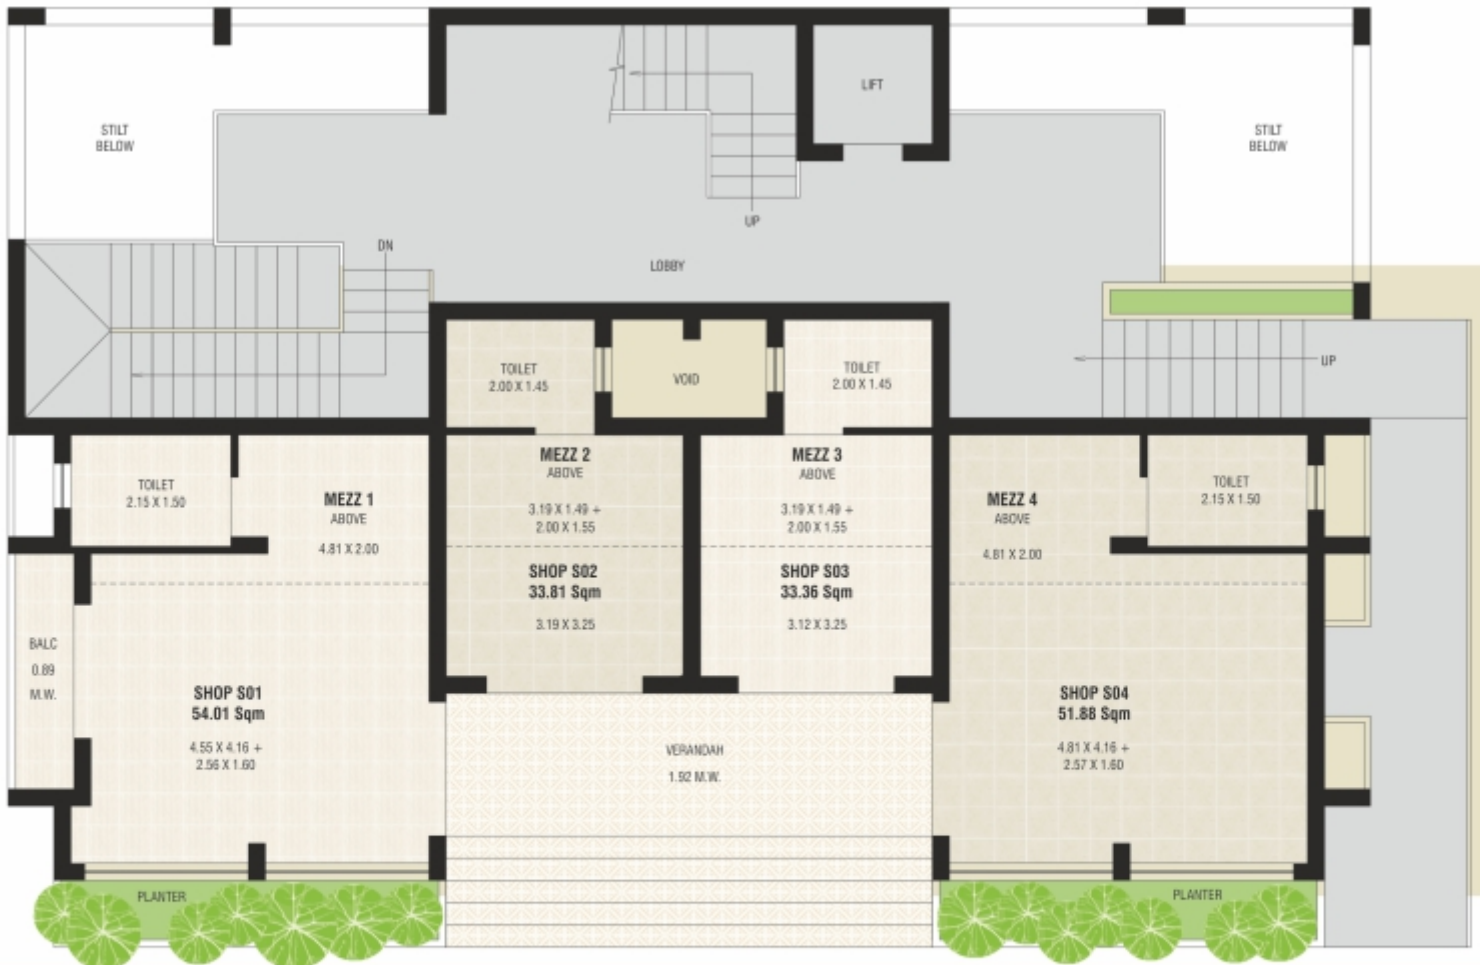 LIFT
STILT
BELOW
STILT
BELOW
UP
DN
LOBBY
UP
TOILET
2.00 X 1.45
VOID
TOILET
2.00 X 1.45
TOILET
2.15 X 1.50
MEZZ 1
ABOVE
4.81 X 2.00
MEZZ 2
ABOVE
3.19 X 1.49 +
2.00 X 1.55
MEZZ 3
ABOVE
3.19 X 1.49 +
2.00 X 1.55
MEZZ 4
ABOVE
4.81 X 2.00
TOILET
2.15 X 1.50
SHOP S02
33.81 Sqm
3.19 X 3.25
SHOP S03
33.36 Sqm
3.12 X 3.25
BALC
0.89
M.W.
SHOP S01
54.01 Sqm
4.55 X 4.16 +
2.56 X 1.60
VERANDAH
1.92 M.W.
SHOP S04
51.88 Sqm
4.81 X 4.16 +
2.57 X 1.60
PLANTER
PLANTER